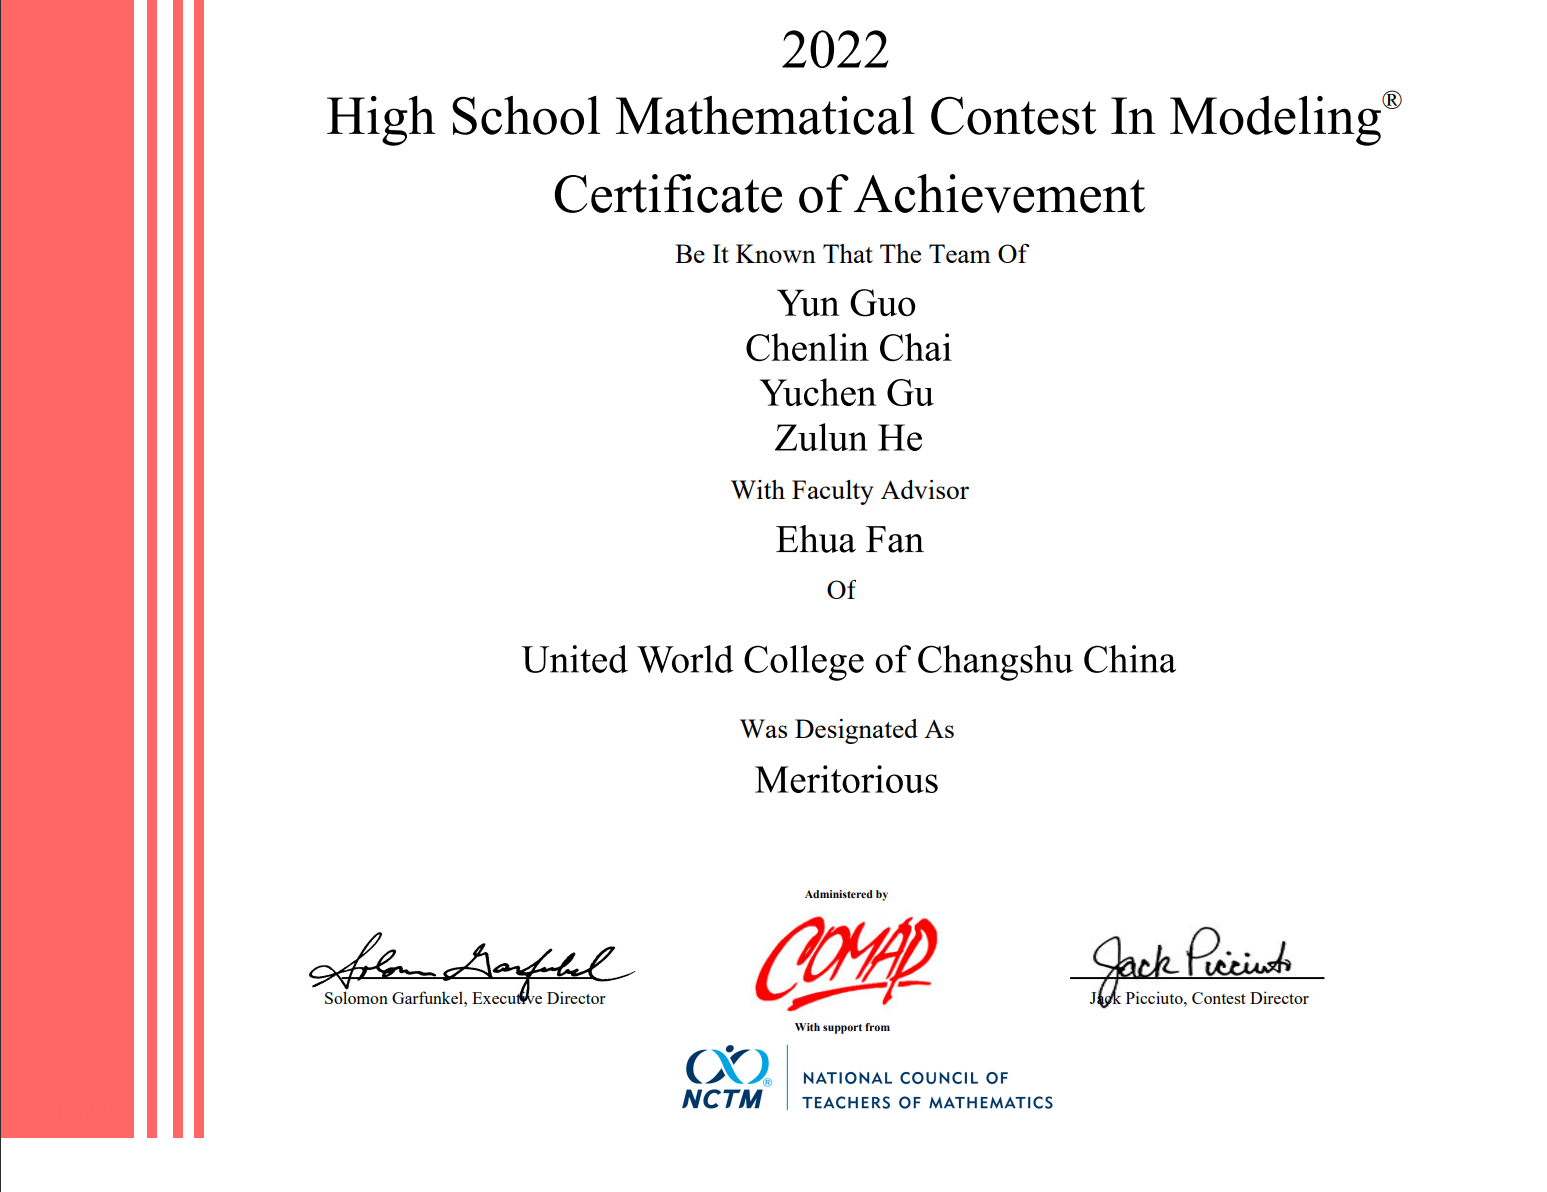 2022
High School Mathematical Contest In Modeling®
Certificate of Achievement
Be It Known That The Team Of
Yun Guo
Chenlin Chai
Yuchen Gu
Zulun He
With Faculty Advisor
Ehua Fan
Of
United World College of Changshu China
Was Designated As
Meritorious
Administered by
COMAP
Solomon Garfunkel
Solomon Garfunkel, Executive Director
Jack Picciuto
Jack Picciuto, Contest Director
With support from
NCTM®
NATIONAL COUNCIL OF
TEACHERS OF MATHEMATICS